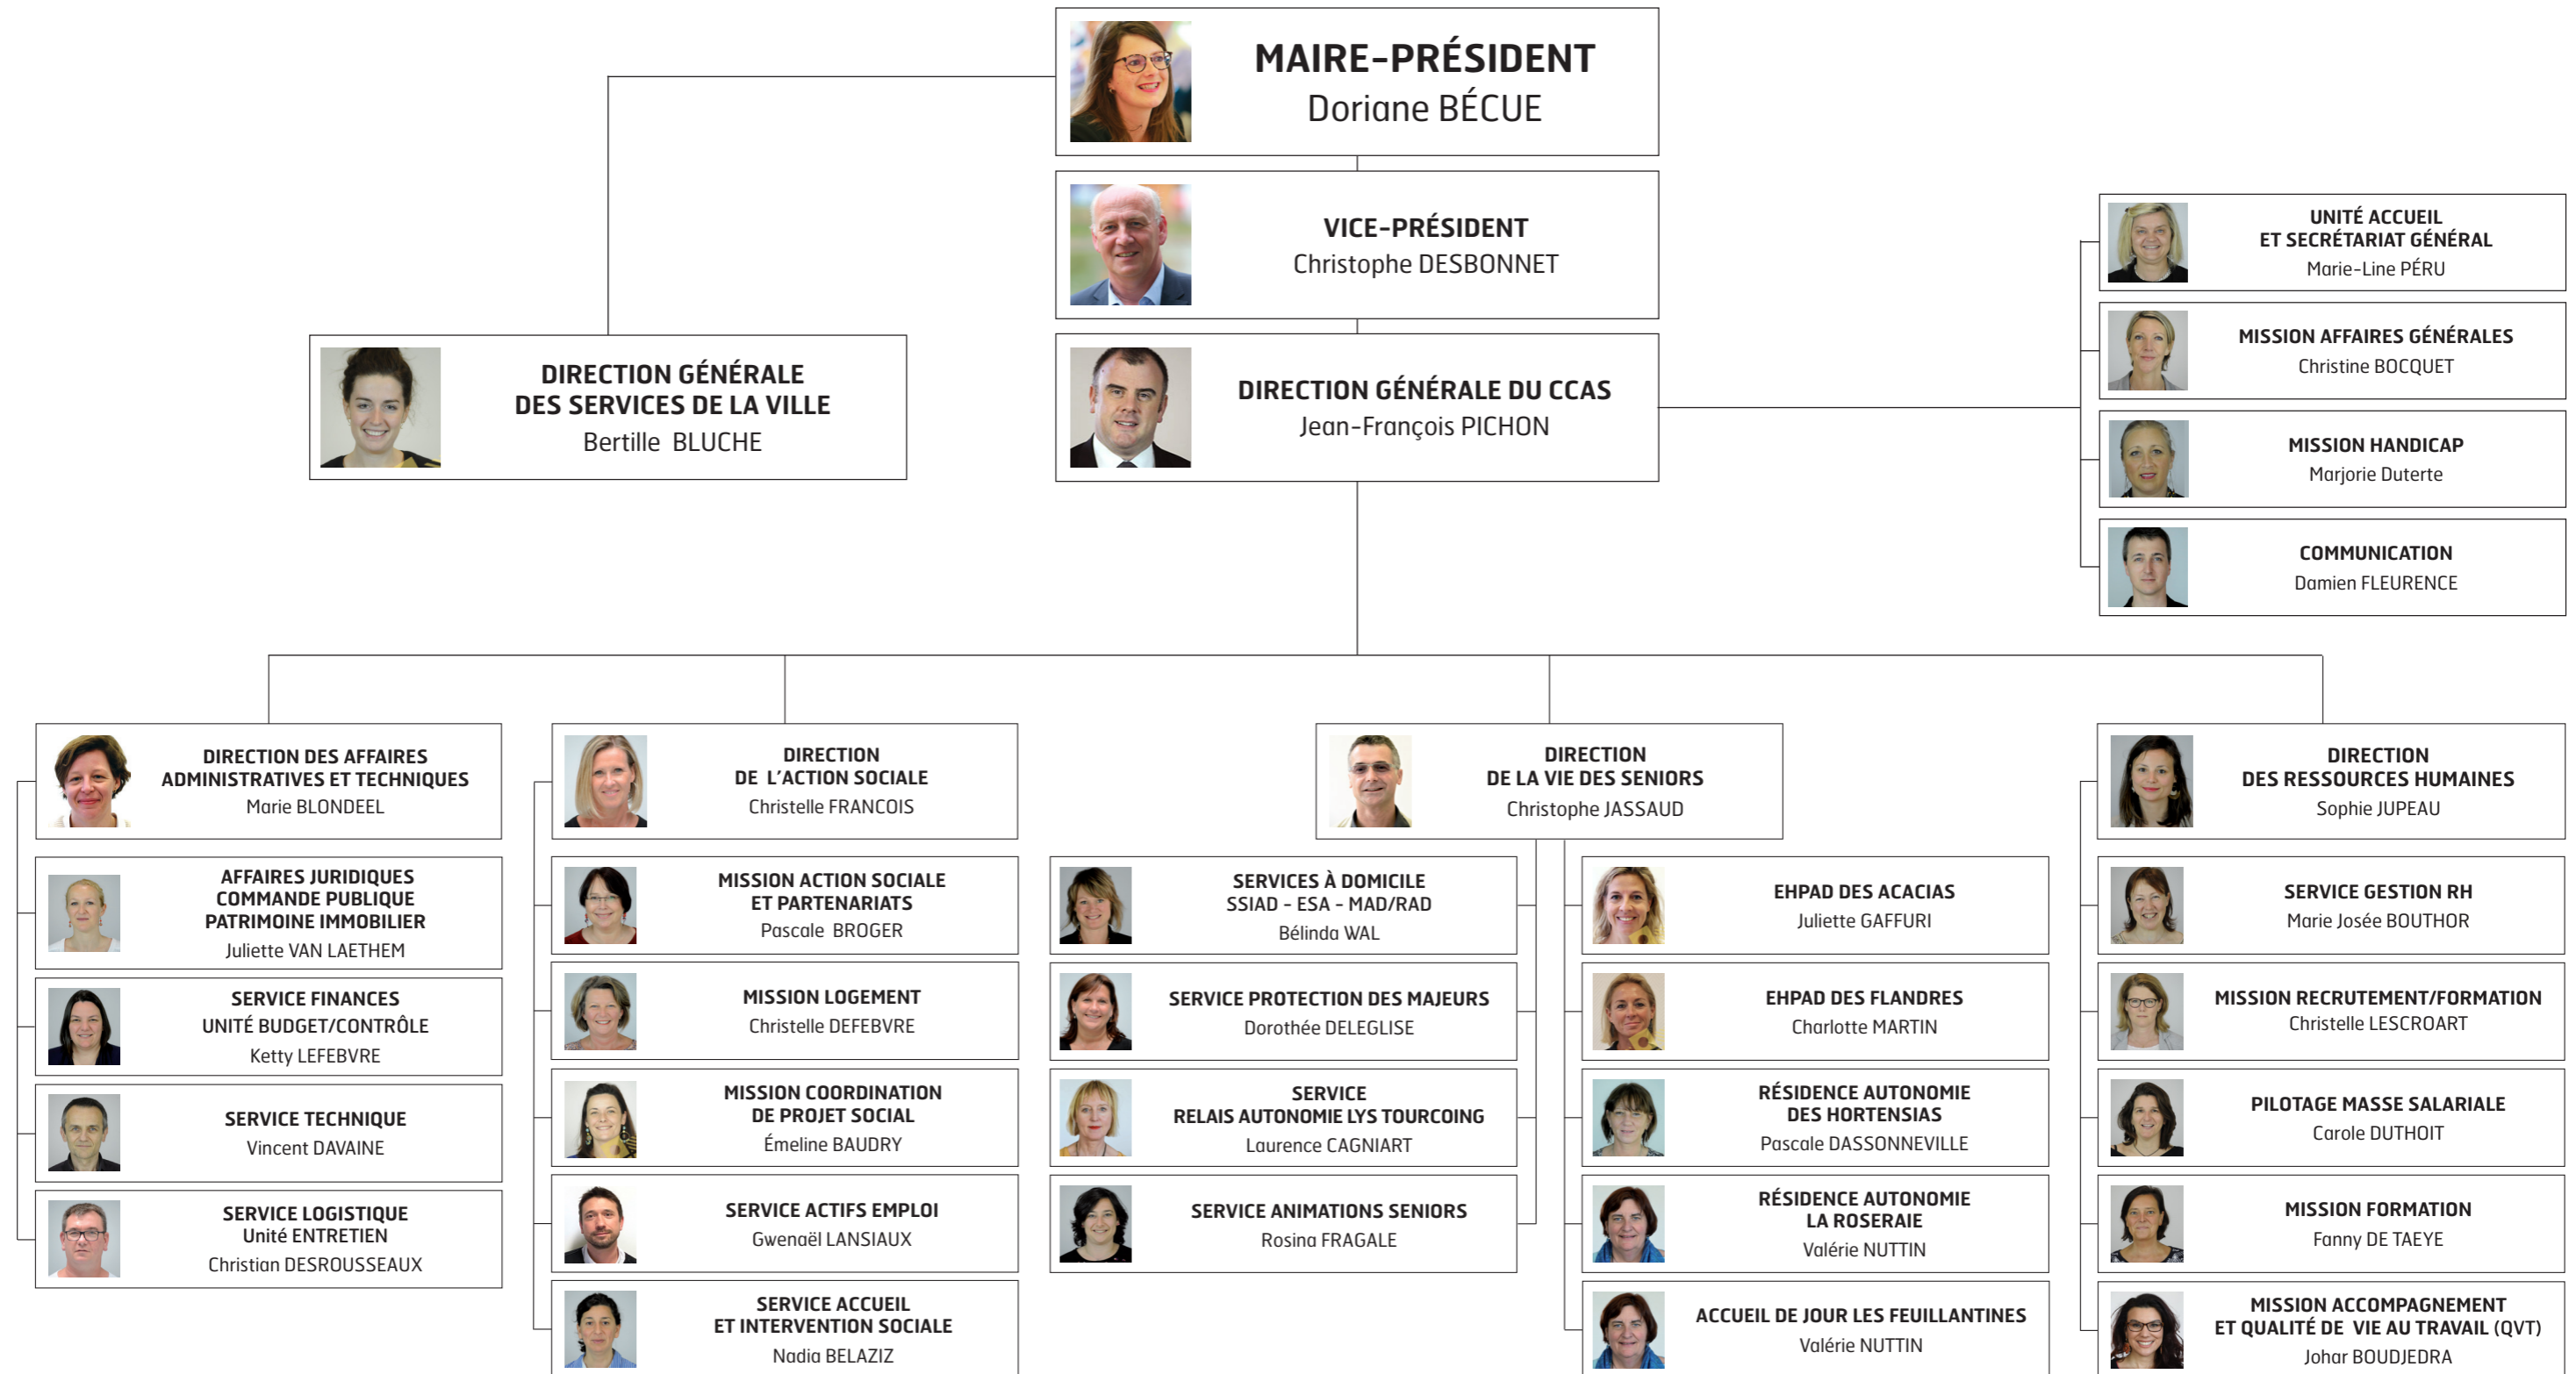 MAIRE-PRÉSIDENT
Doriane BÉCUE
VICE-PRÉSIDENT
Christophe DESBONNET
DIRECTION GÉNÉRALE
DES SERVICES DE LA VILLE
Bertille BLUCHE
DIRECTION GÉNÉRALE DU CCAS
Jean-François PICHON
UNITÉ ACCUEIL
ET SECRÉTARIAT GÉNÉRAL
Marie-Line PÉRU
MISSION AFFAIRES GÉNÉRALES
Christine BOCQUET
MISSION HANDICAP
Marjorie Duterte
COMMUNICATION
Damien FLEURENCE
DIRECTION DES AFFAIRES
ADMINISTRATIVES ET TECHNIQUES
Marie BLONDEEL
AFFAIRES JURIDIQUES
COMMANDE PUBLIQUE
PATRIMOINE IMMOBILIER
Juliette VAN LAETHEM
SERVICE FINANCES
UNITÉ BUDGET/CONTRÔLE
Ketty LEFEBVRE
SERVICE TECHNIQUE
Vincent DAVAINE
SERVICE LOGISTIQUE
Unité ENTRETIEN
Christian DESROUSSEAUX
DIRECTION
DE L'ACTION SOCIALE
Christelle FRANCOIS
MISSION ACTION SOCIALE
ET PARTENARIATS
Pascale BROGER
MISSION LOGEMENT
Christelle DEFEBVRE
MISSION COORDINATION
DE PROJET SOCIAL
Émeline BAUDRY
SERVICE ACTIFS EMPLOI
Gwenaël LANSIAUX
SERVICE ACCUEIL
ET INTERVENTION SOCIALE
Nadia BELAZIZ
DIRECTION
DE LA VIE DES SENIORS
Christophe JASSAUD
SERVICES À DOMICILE
SSIAD - ESA - MAD/RAD
Bélinda WAL
SERVICE PROTECTION DES MAJEURS
Dorothée DELEGLISE
SERVICE
RELAIS AUTONOMIE LYS TOURCOING
Laurence CAGNIART
SERVICE ANIMATIONS SENIORS
Rosina FRAGALE
EHPAD DES ACACIAS
Juliette GAFFURI
EHPAD DES FLANDRES
Charlotte MARTIN
RÉSIDENCE AUTONOMIE
DES HORTENSIAS
Pascale DASSONNEVILLE
RÉSIDENCE AUTONOMIE
LA ROSERAIE
Valérie NUTTIN
ACCUEIL DE JOUR LES FEUILLANTINES
Valérie NUTTIN
DIRECTION
DES RESSOURCES HUMAINES
Sophie JUPEAU
SERVICE GESTION RH
Marie Josée BOUTHOR
MISSION RECRUTEMENT/FORMATION
Christelle LESCROART
PILOTAGE MASSE SALARIALE
Carole DUTHOIT
MISSION FORMATION
Fanny DE TAEYE
MISSION ACCOMPAGNEMENT
ET QUALITÉ DE VIE AU TRAVAIL (QVT)
Johar BOUDJEDRA